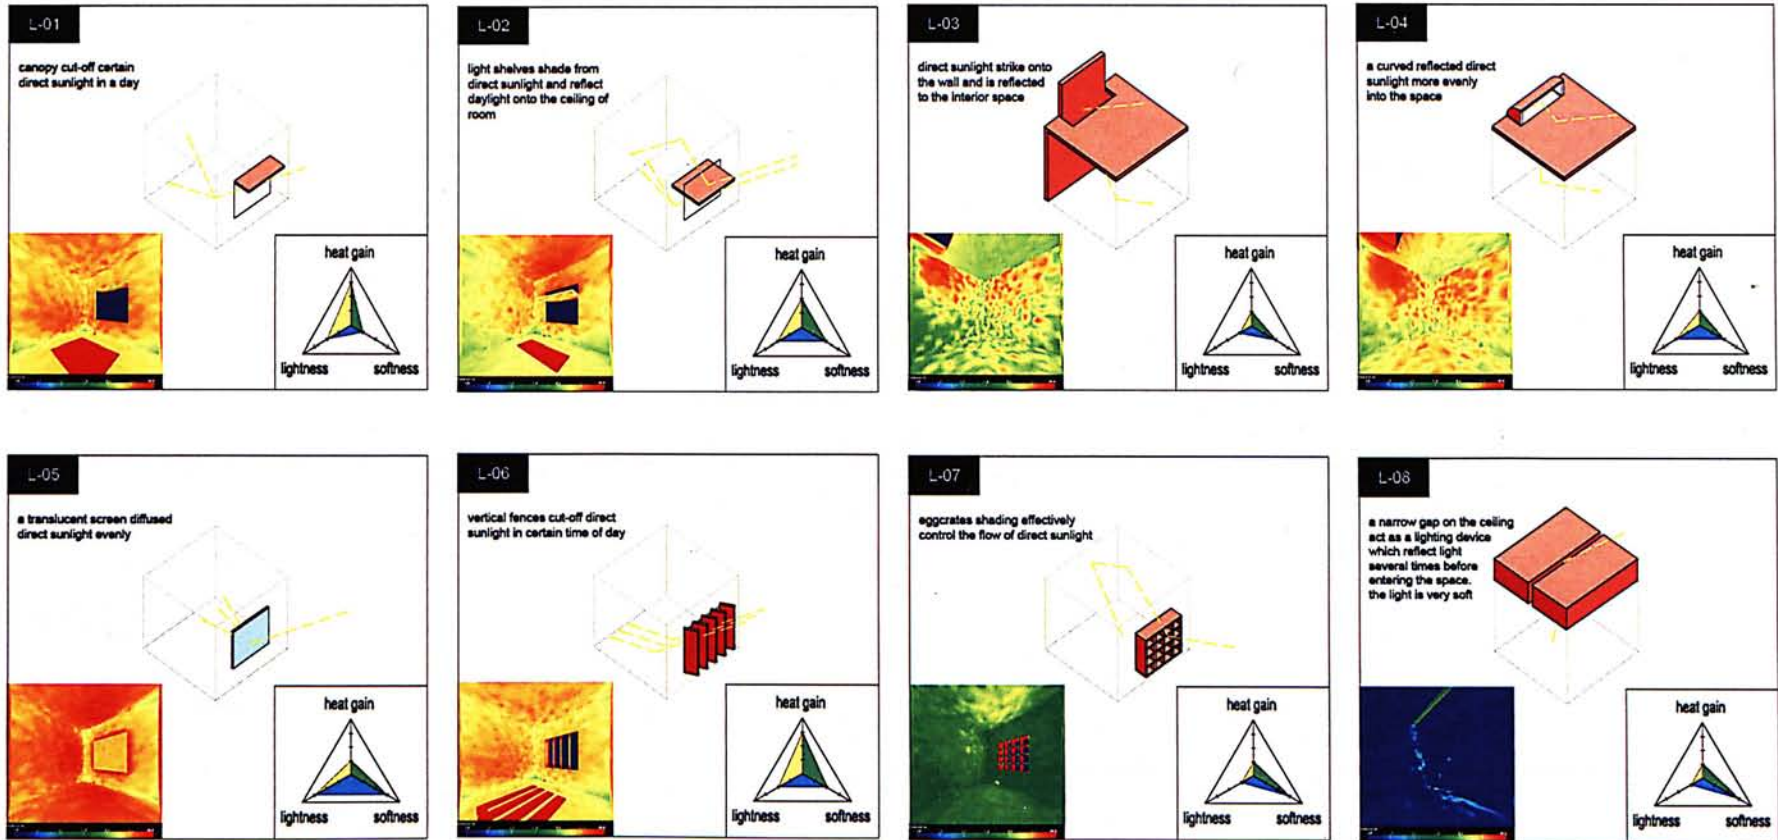 L-01
canopy cut-off certain
direct sunlight in a day
heat gain
lightness
softness
L-02
light shelves shade from
direct sunlight and reflect
daylight onto the ceiling of
room
heat gain
lightness
softness
L-03
direct sunlight strike onto
the wall and is reflected
to the interior space
heat gain
lightness
softness
L-04
a curved reflected direct
sunlight more evenly
into the space
heat gain
lightness
softness
L-05
a translucent screen diffused
direct sunlight evenly
heat gain
lightness
softness
L-06
vertical fences cut-off direct
sunlight in certain time of day
heat gain
lightness
softness
L-07
eggcrates shading effectively
control the flow of direct sunlight
heat gain
lightness
softness
L-08
a narrow gap on the ceiling
act as a lighting device
which reflect light
several times before
entering the space.
the light is very soft
heat gain
lightness
softness